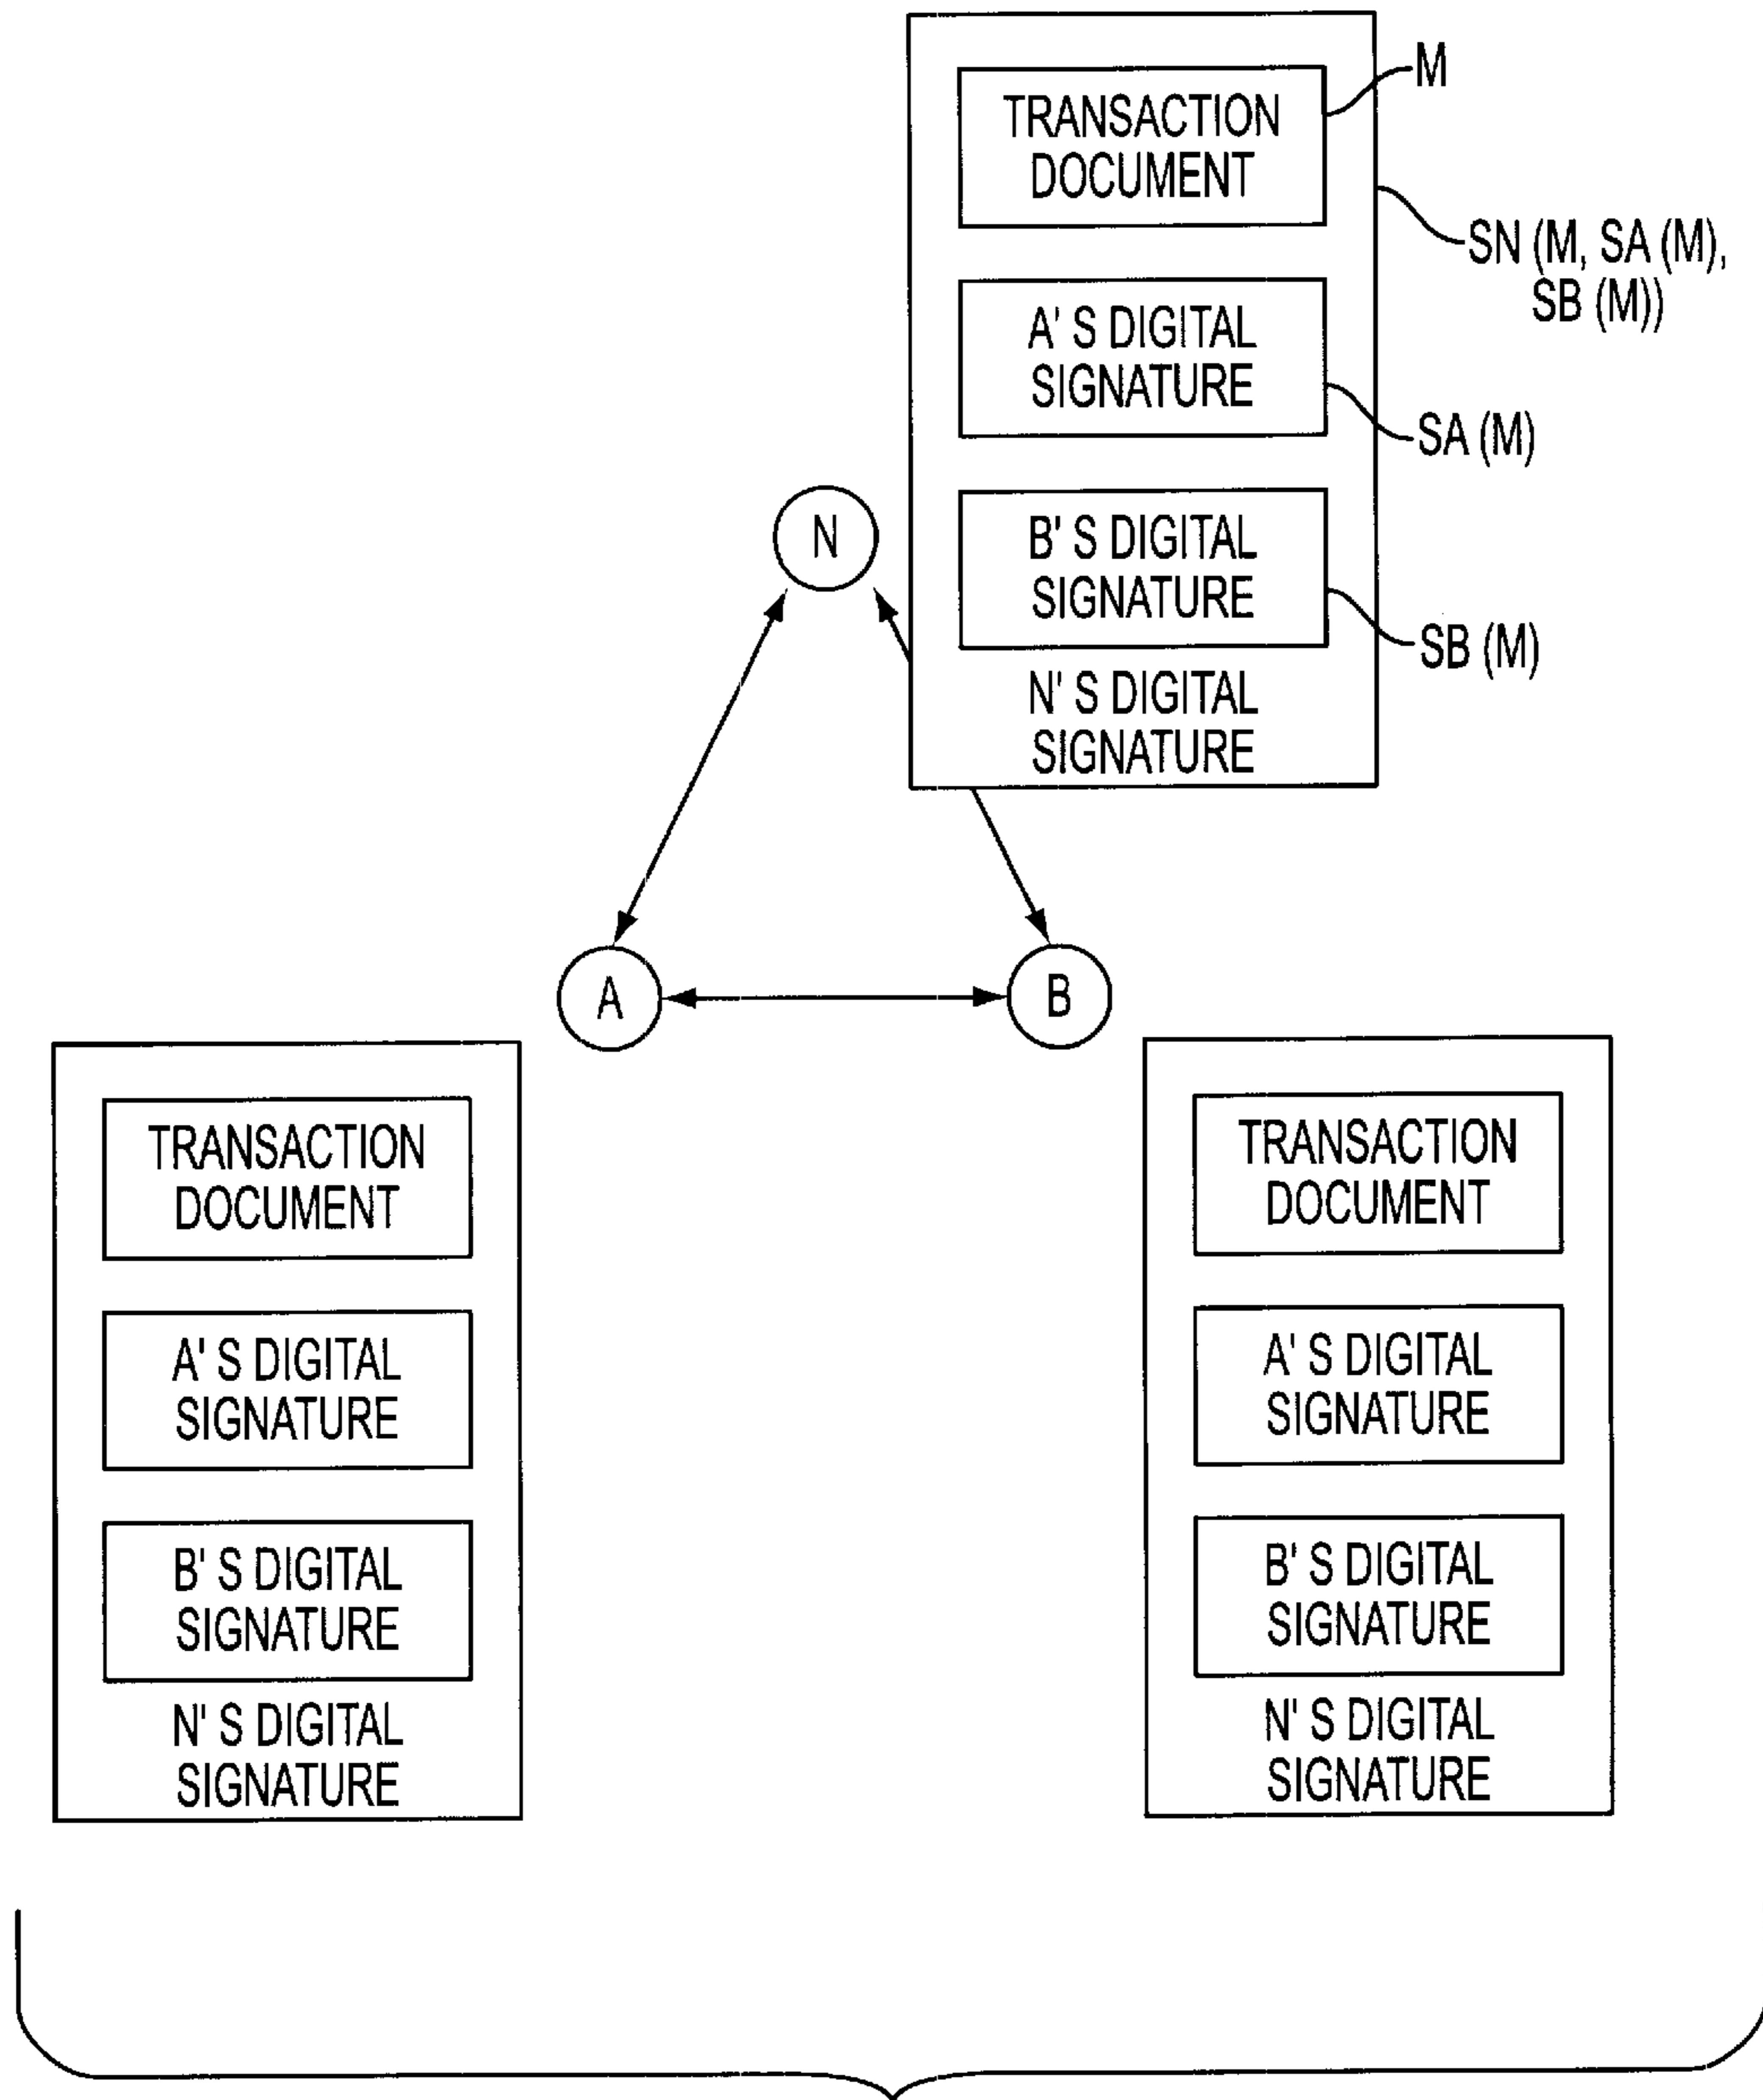 TRANSACTION
DOCUMENT
M
SN (M, SA (M),
SB (M))
A' S DIGITAL
SIGNATURE
SA (M)
B' S DIGITAL
SIGNATURE
SB (M)
N' S DIGITAL
SIGNATURE
N
A
B
TRANSACTION
DOCUMENT
A' S DIGITAL
SIGNATURE
B' S DIGITAL
SIGNATURE
N' S DIGITAL
SIGNATURE
TRANSACTION
DOCUMENT
A' S DIGITAL
SIGNATURE
B' S DIGITAL
SIGNATURE
N' S DIGITAL
SIGNATURE